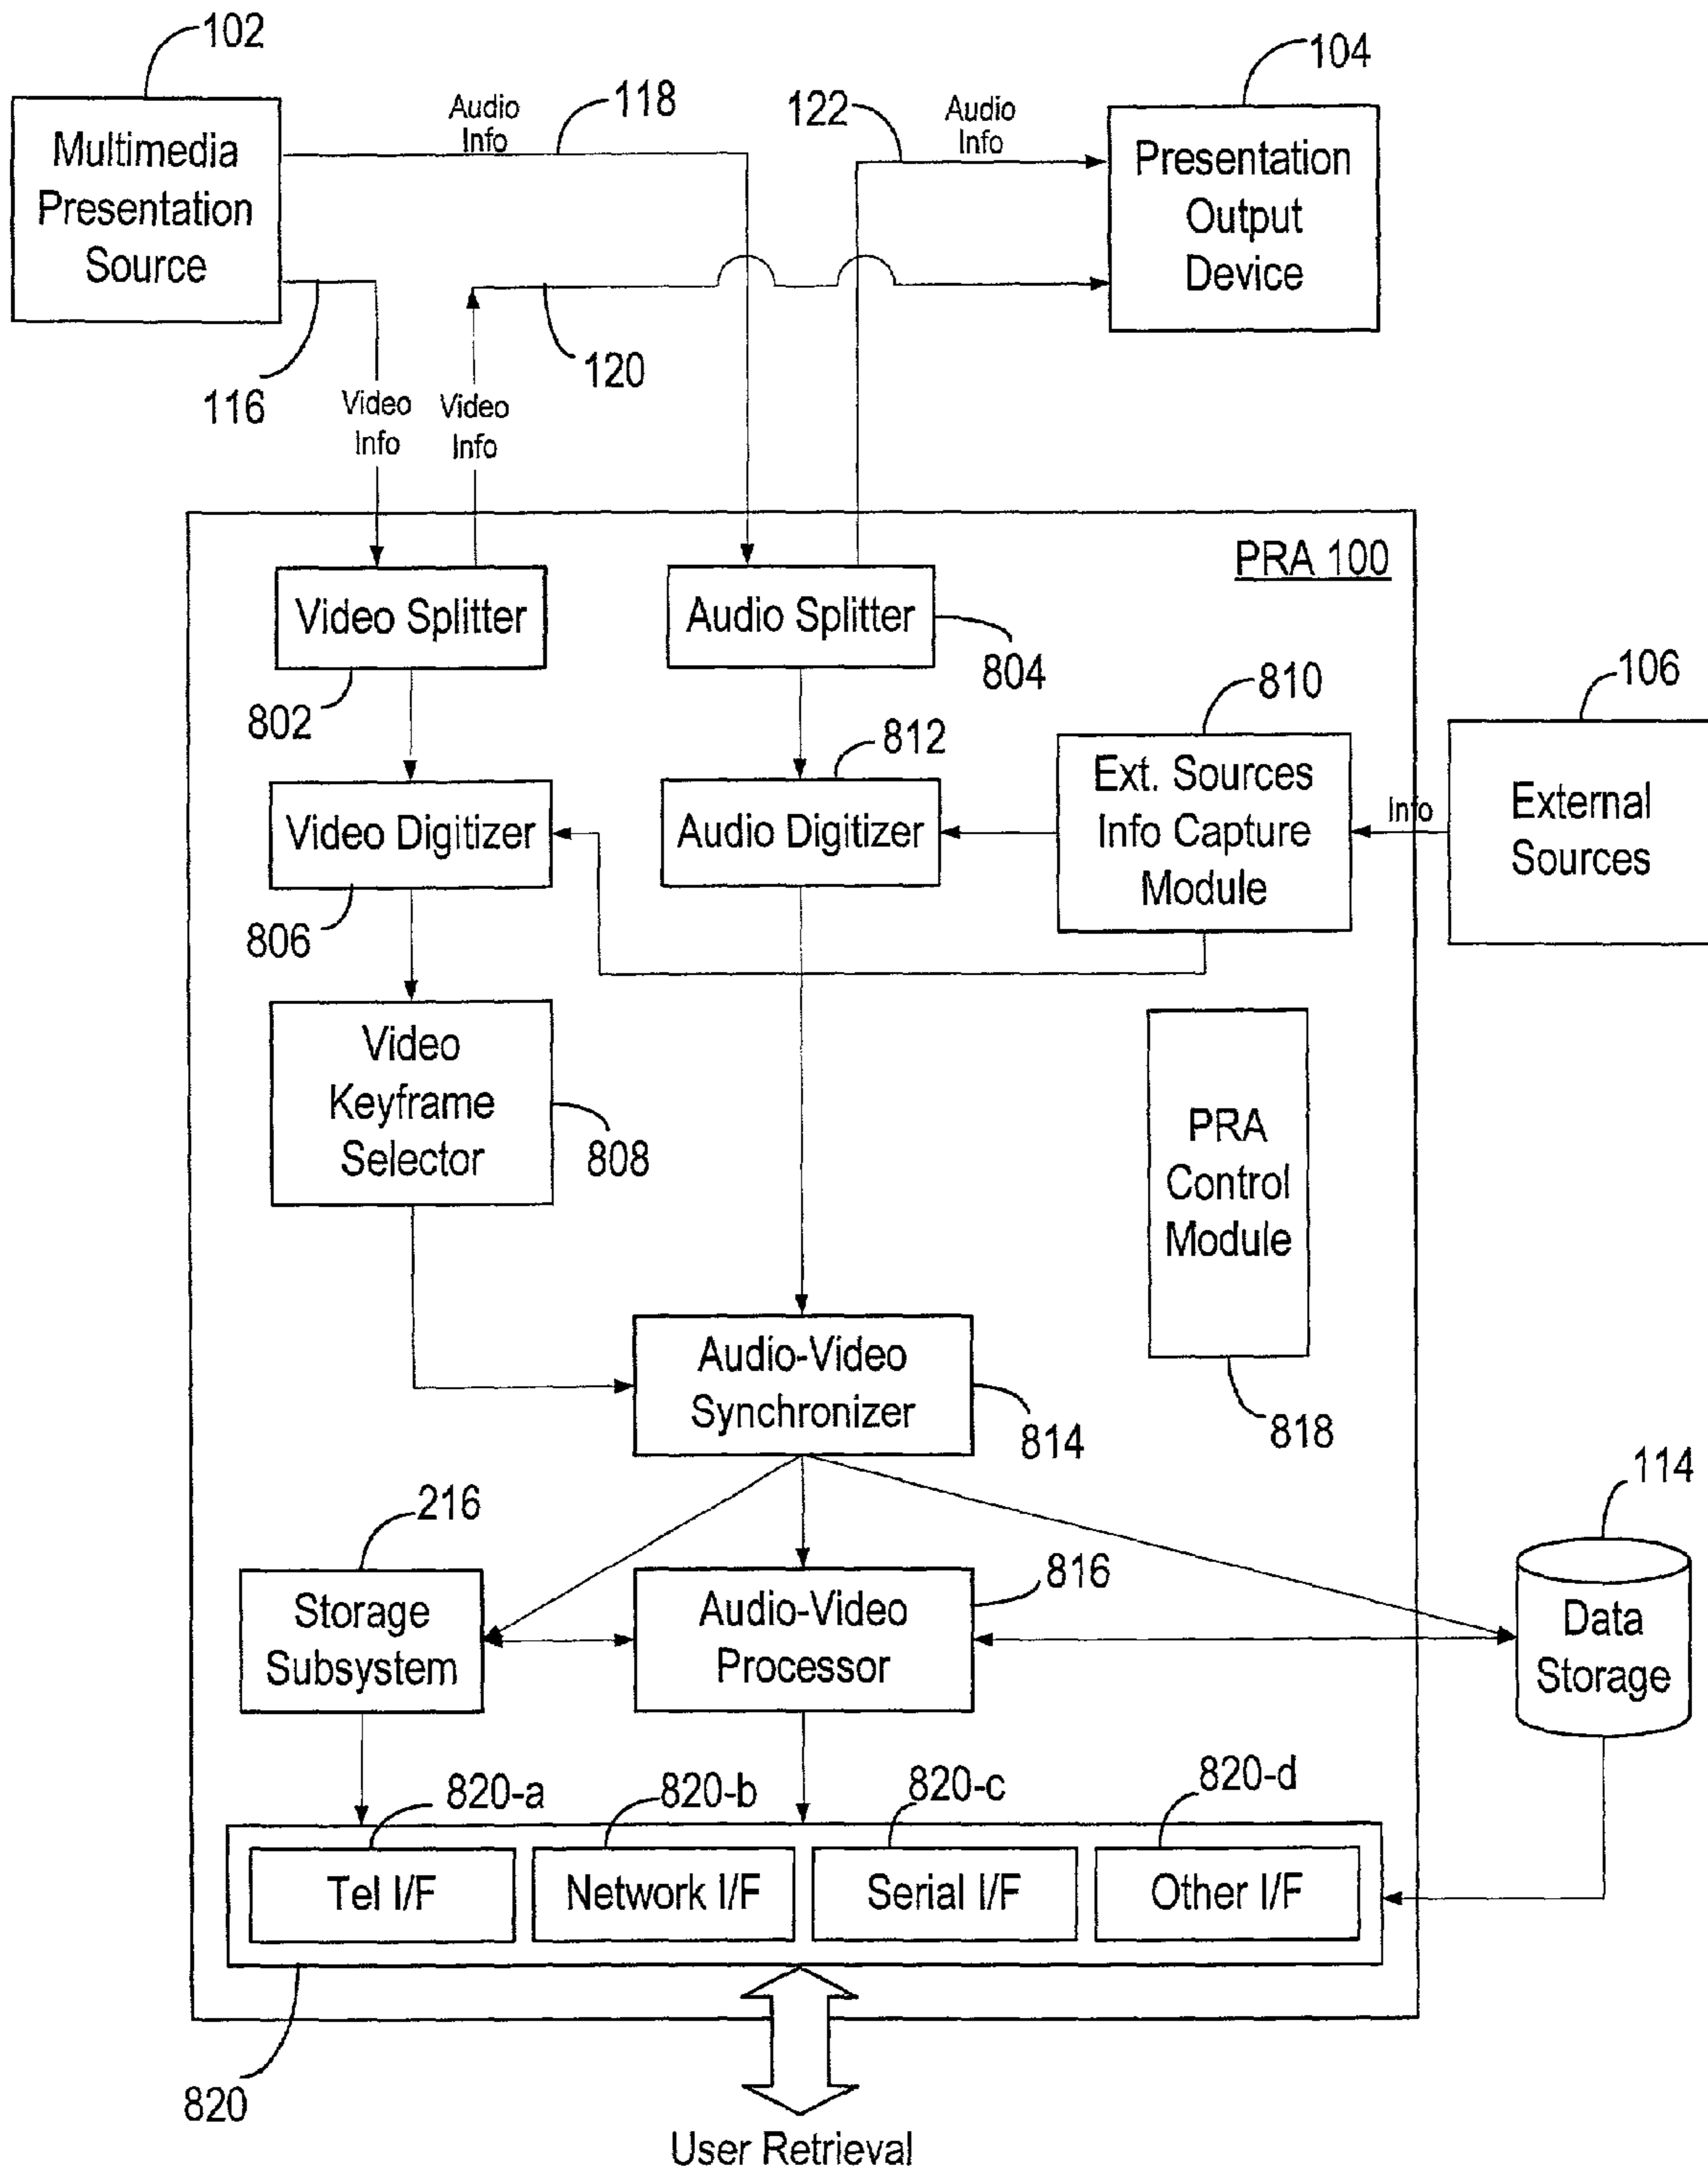 102
104
Audio
Info
118
122
Audio
Info
Multimedia
Presentation
Source
Presentation
Output
Device
116
120
Video
Info
Video
Info
PRA 100
Video Splitter
Audio Splitter
802
804
810
106
812
Video Digitizer
Audio Digitizer
Ext. Sources
Info Capture
Module
Info
External
Sources
806
Video
Keyframe
Selector
808
PRA
Control
Module
Audio-Video
Synchronizer
814
818
114
216
816
Storage
Subsystem
Audio-Video
Processor
Data
Storage
820-a
820-b
820-c
820-d
Tel I/F
Network I/F
Serial I/F
Other I/F
820
User Retrieval